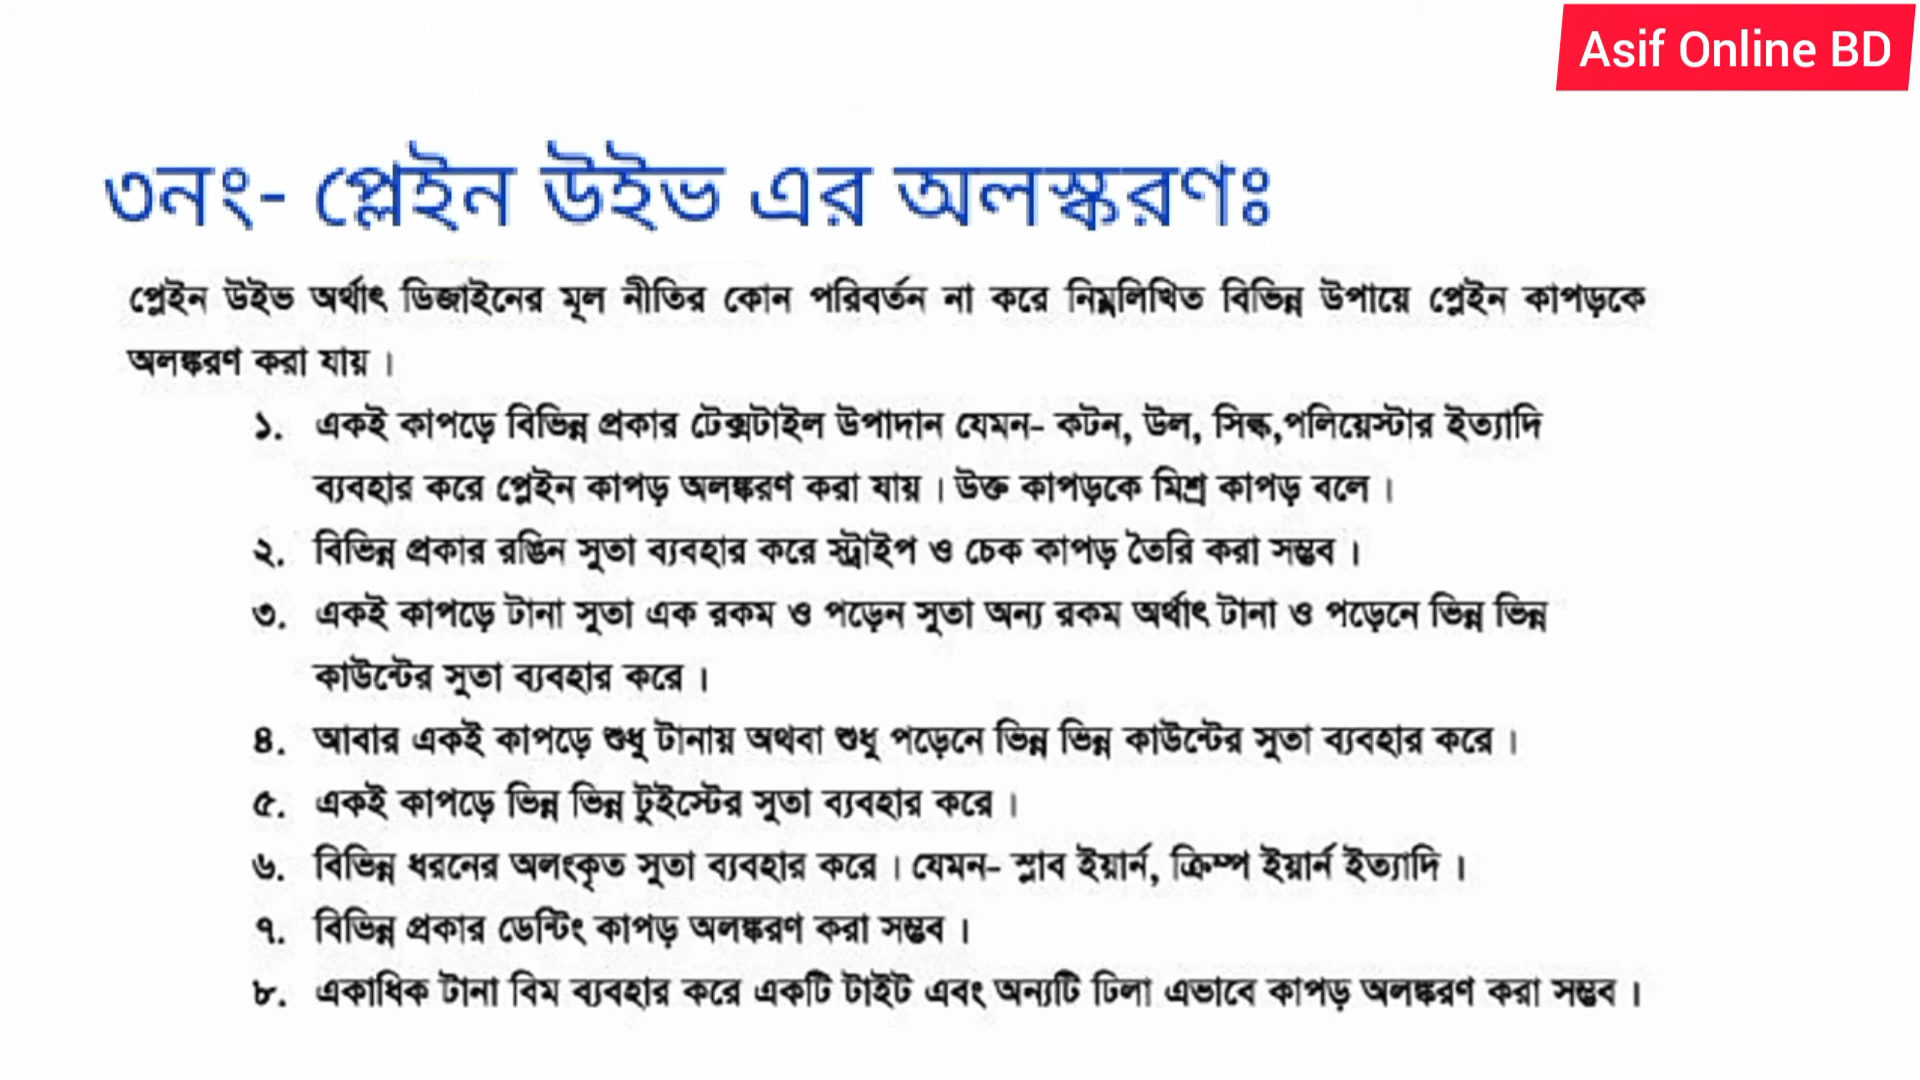 Asif Online BD
৩নং- প্লেইন উইভ এর অলস্করণঃ
প্লেইন উইভ অর্থাৎ ডিজাইনের মূল নীতির কোন পরিবর্তন না করে নিম্নলিখিত বিভিন্ন উপায়ে প্লেইন কাপড়কে
অলঙ্করণ করা যায় ।
১. একই কাপড়ে বিভিন্ন প্রকার টেক্সটাইল উপাদান যেমন- কটন, উল, সিল্ক,পলিয়েস্টার ইত্যাদি
ব্যবহার করে প্লেইন কাপড় অলঙ্করণ করা যায় । উক্ত কাপড়কে মিশ্র কাপড় বলে ।
২. বিভিন্ন প্রকার রঙিন সুতা ব্যবহার করে স্ট্রাইপ ও চেক কাপড় তৈরি করা সম্ভব ।
৩. একই কাপড়ে টানা সুতা এক রকম ও পড়েন সুতা অন্য রকম অর্থাৎ টানা ও পড়েনে ভিন্ন ভিন্ন
কাউন্টের সুতা ব্যবহার করে ।
৪. আবার একই কাপড়ে শুধু টানায় অথবা শুধু পড়েনে ভিন্ন ভিন্ন কাউন্টের সুতা ব্যবহার করে ।
৫. একই কাপড়ে ভিন্ন ভিন্ন টুইস্টের সুতা ব্যবহার করে ।
৬. বিভিন্ন ধরনের অলংকৃত সুতা ব্যবহার করে । যেমন- স্লাব ইয়ার্ন, ক্রিম্প ইয়ার্ন ইত্যাদি ।
৭. বিভিন্ন প্রকার ডেন্টিং কাপড় অলঙ্করণ করা সম্ভব ।
৮. একাধিক টানা বিম ব্যবহার করে একটি টাইট এবং অন্যটি ঢিলা এভাবে কাপড় অলঙ্করণ করা সম্ভব ।